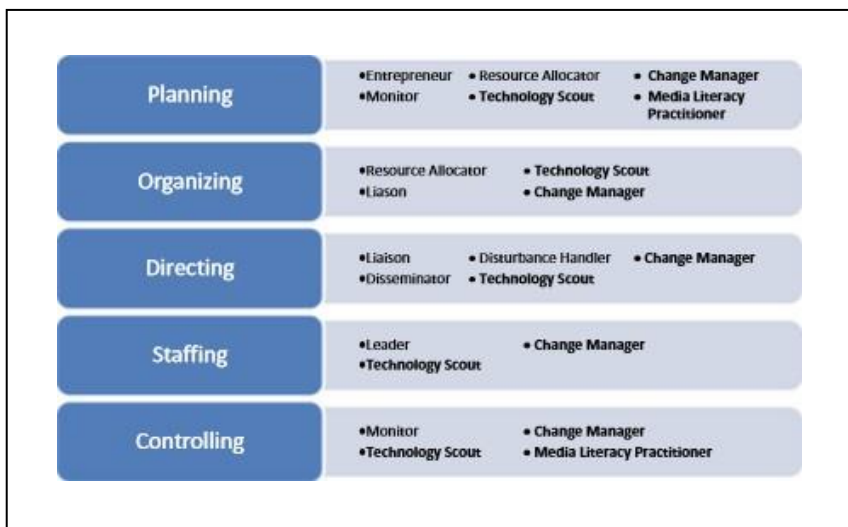 Planning
•Entrepreneur • Resource Allocator • Change Manager
•Monitor • Technology Scout • Media Literacy
Practitioner
Organizing
•Resource Allocator • Technology Scout
•Liason • Change Manager
Directing
•Liaison • Disturbance Handler • Change Manager
•Disseminator • Technology Scout
Staffing
•Leader • Change Manager
•Technology Scout
Controlling
•Monitor • Change Manager
•Technology Scout • Media Literacy Practitioner